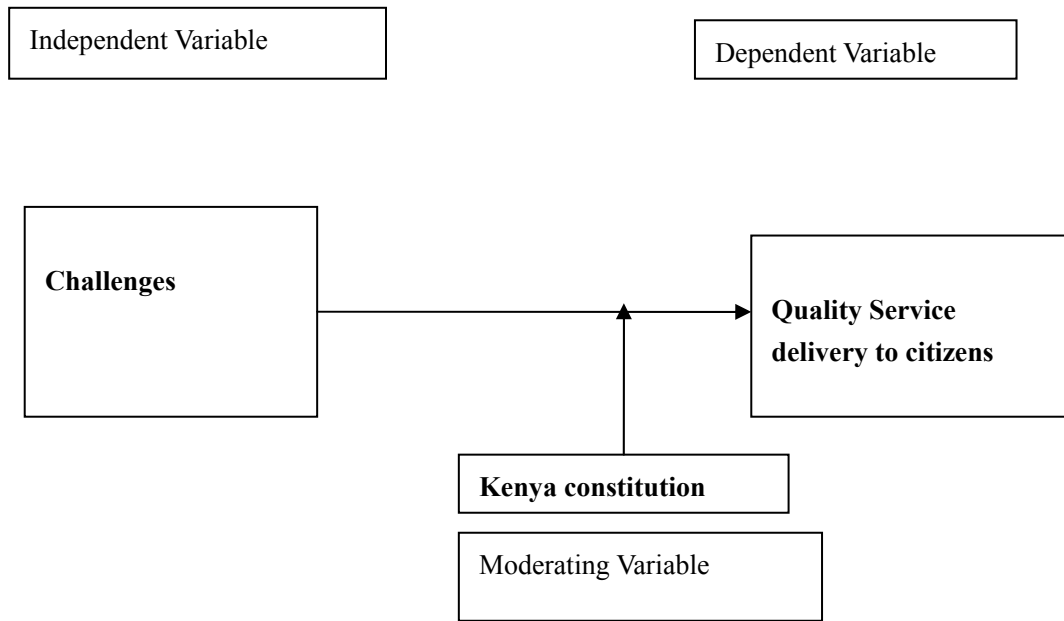 Independent Variable
Dependent Variable
Challenges
Quality Service
delivery to citizens
Kenya constitution
Moderating Variable